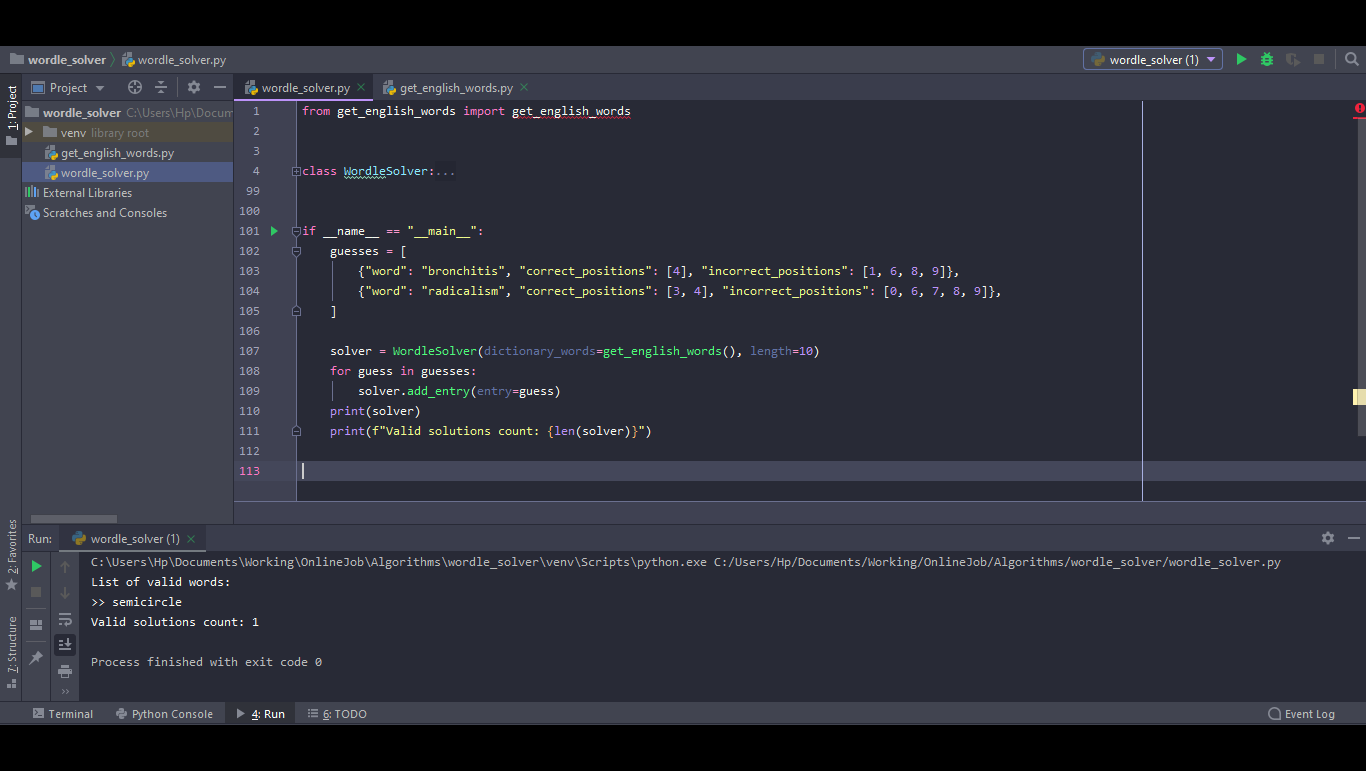 wordle_solver wordle_solver.py wordle_solver (1)
1: Project
Project
wordle_solver.py get_english_words.py
wordle_solver C:\Users\Hp\Docum
venv library root
get_english_words.py
wordle_solver.py
External Libraries
Scratches and Consoles
1 from get_english_words import get_english_words
2
3
4 class WordleSolver:...
99
100
101 if __name__ == "__main__":
102 guesses = [
103 {"word": "bronchitis", "correct_positions": [4], "incorrect_positions": [1, 6, 8, 9]},
104 {"word": "radicalism", "correct_positions": [3, 4], "incorrect_positions": [0, 6, 7, 8, 9]},
105 ]
106
107 solver = WordleSolver(dictionary_words=get_english_words(), length=10)
108 for guess in guesses:
109 solver.add_entry(entry=guess)
110 print(solver)
111 print(f"Valid solutions count: {len(solver)}")
112
113
2: Favorites
7: Structure
Run: wordle_solver (1)
C:\Users\Hp\Documents\Working\OnlineJob\Algorithms\wordle_solver\venv\Scripts\python.exe C:/Users/Hp/Documents/Working/OnlineJob/Algorithms/wordle_solver/wordle_solver.py
List of valid words:
>> semicircle
Valid solutions count: 1
Process finished with exit code 0
Terminal Python Console 4: Run 6: TODO Event Log